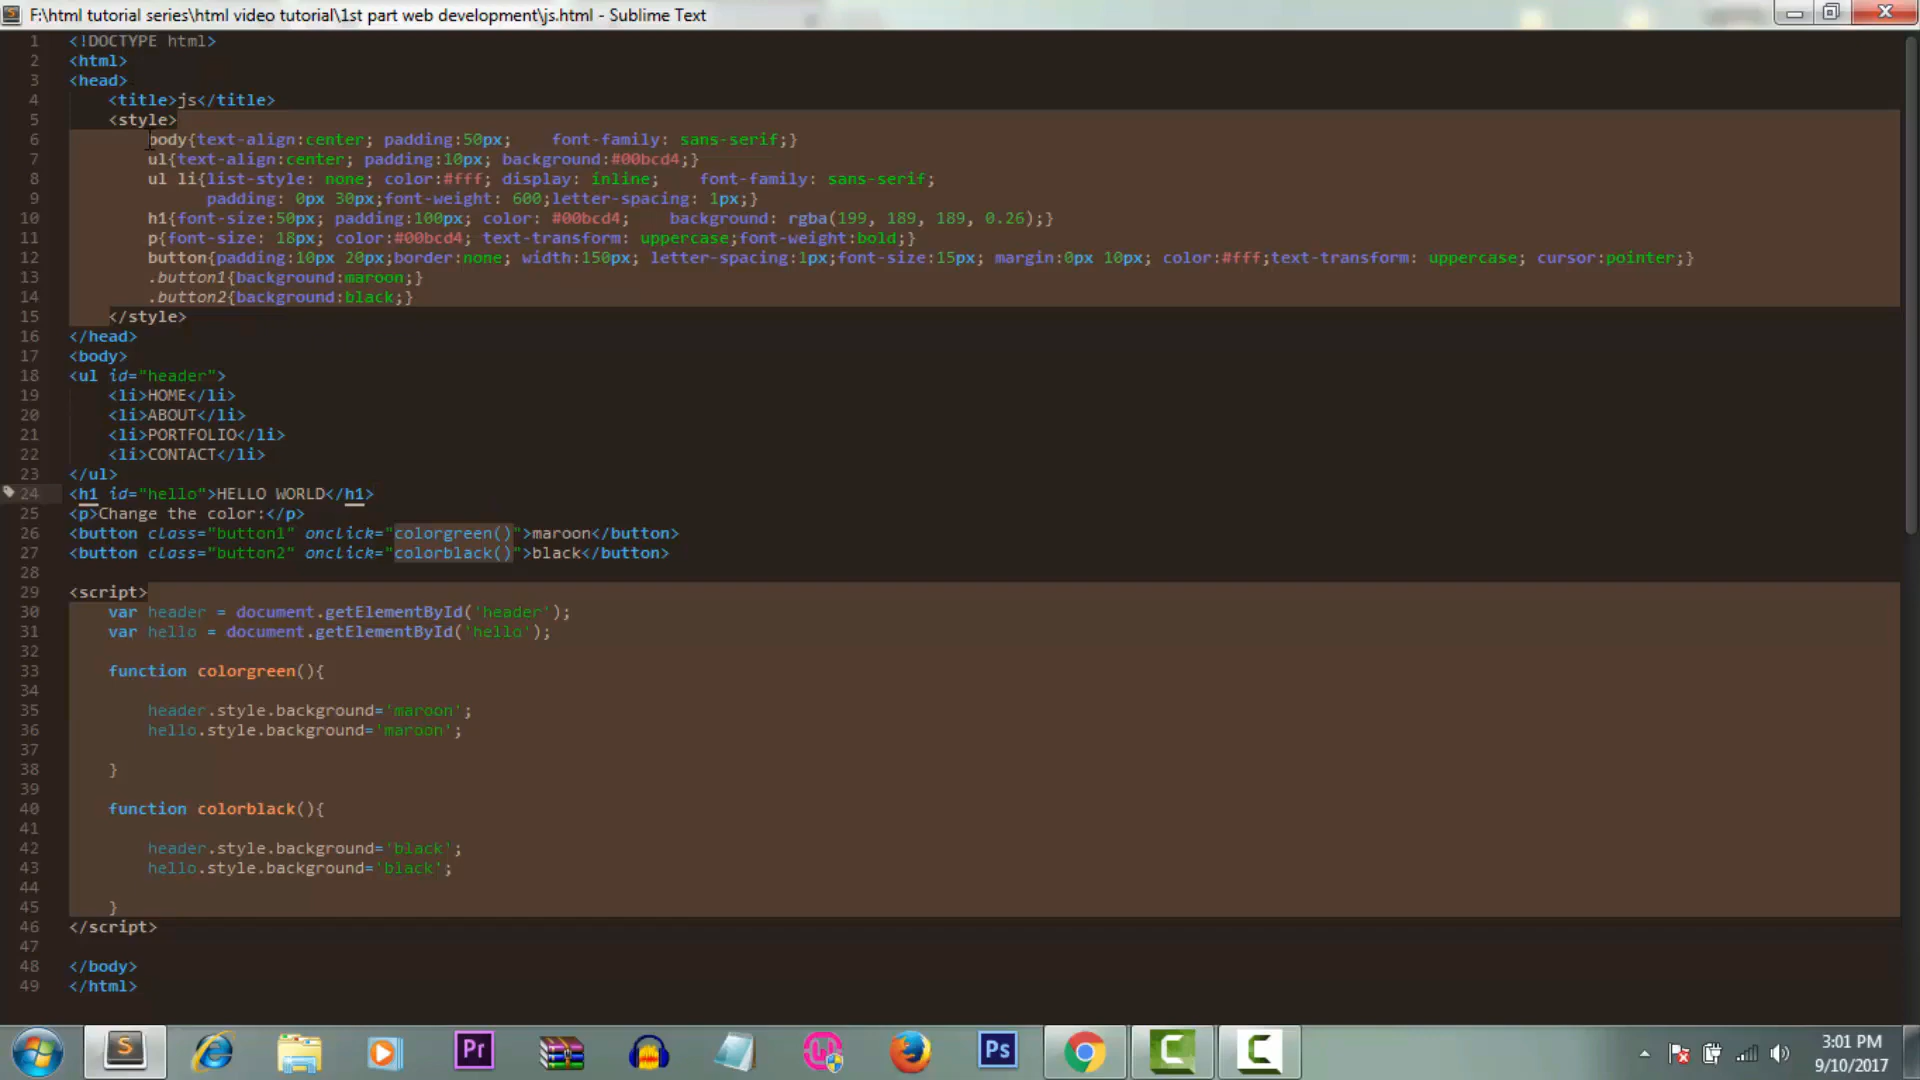 F:\html tutorial series\html video tutorial\1st part web development\js.html - Sublime Text
1 <!DOCTYPE html>
2 <html>
3 <head>
4 <title>js</title>
5 <style>
6 body{text-align:center; padding:50px; font-family: sans-serif;}
7 ul{text-align:center; padding:10px; background:#00bcd4;}
8 ul li{list-style: none; color:#fff; display: inline; font-family: sans-serif;
9 padding: 0px 30px;font-weight: 600;letter-spacing: 1px;}
10 h1{font-size:50px; padding:100px; color: #00bcd4; background: rgba(199, 189, 189, 0.26);}
11 p{font-size: 18px; color:#00bcd4; text-transform: uppercase;font-weight:bold;}
12 button{padding:10px 20px;border:none; width:150px; letter-spacing:1px;font-size:15px; margin:0px 10px; color:#fff;text-transform: uppercase; cursor:pointer;}
13 .button1{background:maroon;}
14 .button2{background:black;}
15 </style>
16 </head>
17 <body>
18 <ul id="header">
19 <li>HOME</li>
20 <li>ABOUT</li>
21 <li>PORTFOLIO</li>
22 <li>CONTACT</li>
23 </ul>
24 <h1 id="hello">HELLO WORLD</h1>
25 <p>Change the color:</p>
26 <button class="button1" onclick="colorgreen()">maroon</button>
27 <button class="button2" onclick="colorblack()">black</button>
28
29 <script>
30 var header = document.getElementById('header');
31 var hello = document.getElementById('hello');
32
33 function colorgreen(){
34
35 header.style.background='maroon';
36 hello.style.background='maroon';
37
38 }
39
40 function colorblack(){
41
42 header.style.background='black';
43 hello.style.background='black';
44
45 }
46 </script>
47
48 </body>
49 </html>
S
Pr
Ps
3:01 PM
9/10/2017